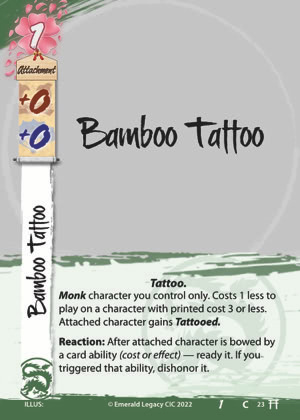 1
Attachment
+0
+0
Bamboo Tattoo
Bamboo Tattoo
Tattoo.
Monk character you control only. Costs 1 less to
play on a character with printed cost 3 or less.
Attached character gains Tattooed.
Reaction: After attached character is bowed by
a card ability (cost or effect) — ready it. If you
triggered that ability, dishonor it.
ILLUS: © Emerald Legacy CIC 2022 1 C 23